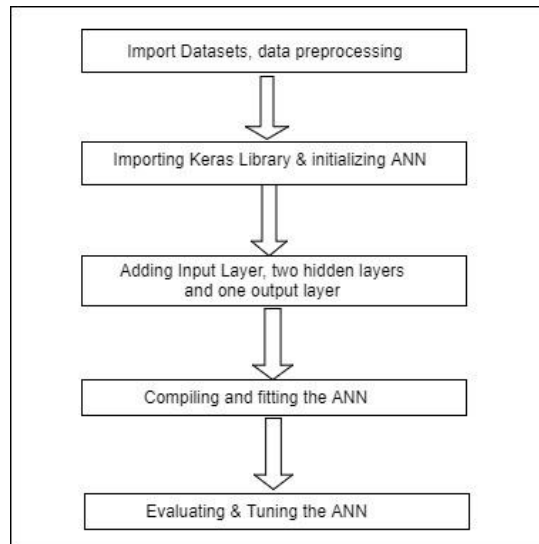 Import Datasets, data preprocessing
Importing Keras Library & initializing ANN
Adding Input Layer, two hidden layers
and one output layer
Compiling and fitting the ANN
Evaluating & Tuning the ANN